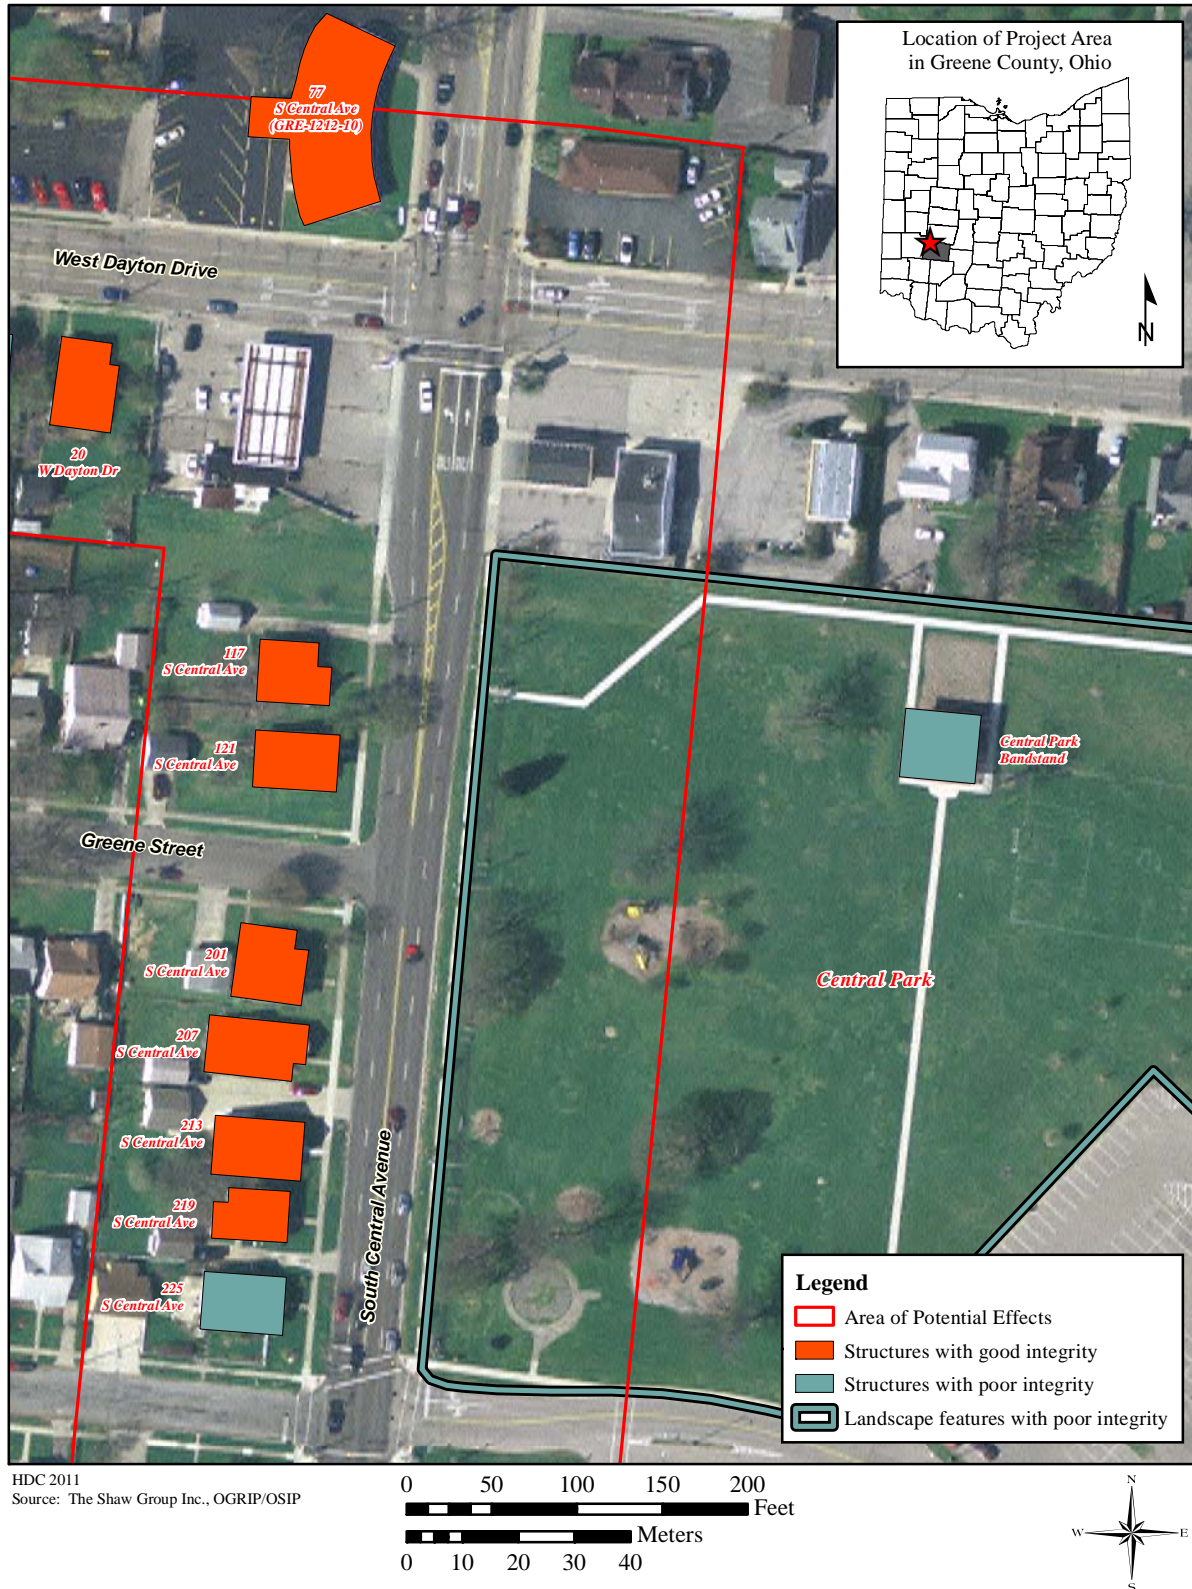 Location of Project Area
in Greene County, Ohio
N
77
S Central Ave
(GRE-1212-10)
West Dayton Drive
20
W Dayton Dr
ONLY
ONLY
117
S Central Ave
121
S Central Ave
Central Park
Bandstand
Greene Street
201
S Central Ave
Central Park
207
S Central Ave
213
S Central Ave
219
S Central Ave
225
S Central Ave
South Central Avenue
Legend
Area of Potential Effects
Structures with good integrity
Structures with poor integrity
Landscape features with poor integrity
HDC 2011
Source:  The Shaw Group Inc., OGRIP/OSIP
0 50 100 150 200
Feet
Meters
0 10 20 30 40
N
W E
S